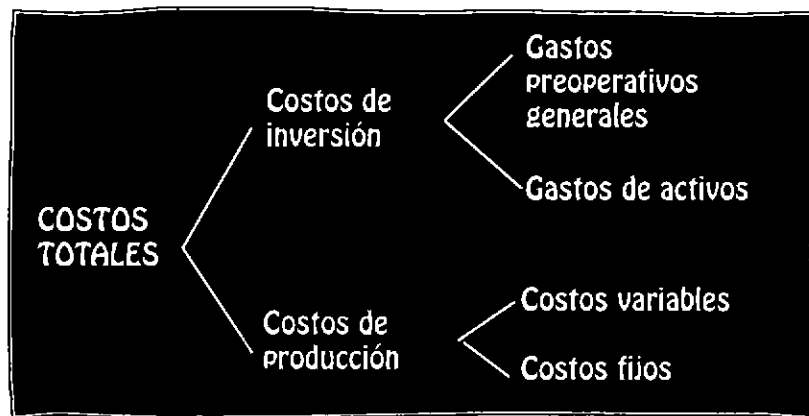 COSTOS
TOTALES
Costos de
inversión
Gastos
preoperativos
generales
Gastos de activos
Costos de
producción
Costos variables
Costos fijos